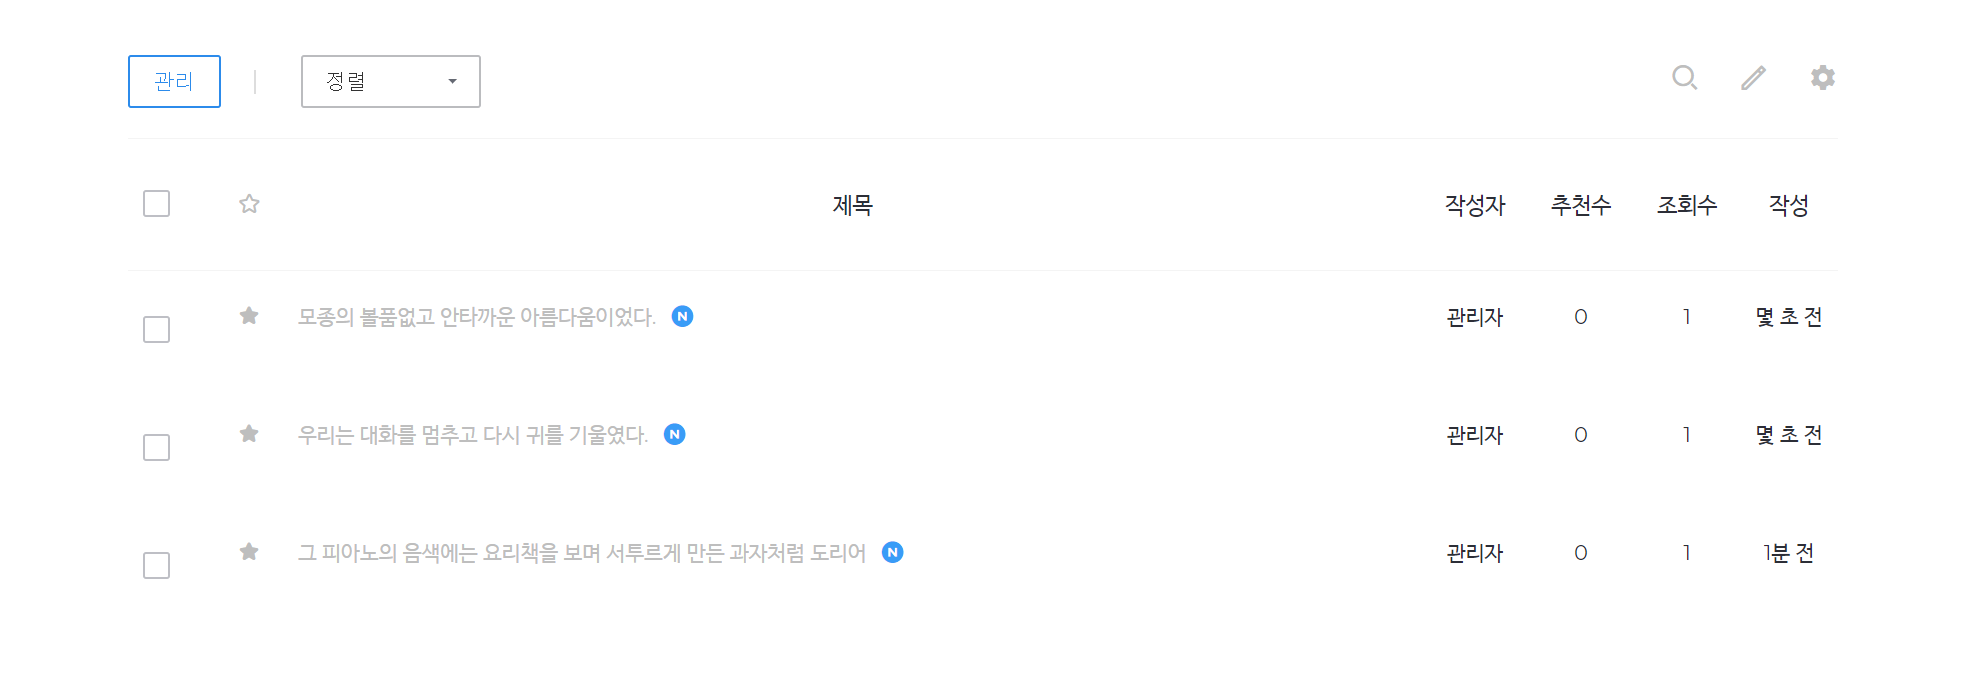 관리
정렬
제목 작성자 추천수 조회수 작성
모종의 볼품없고 안타까운 아름다움이었다. N 관리자 0 1 몇 초 전
우리는 대화를 멈추고 다시 귀를 기울였다. N 관리자 0 1 몇 초 전
그 피아노의 음색에는 요리책을 보며 서투르게 만든 과자처럼 도리어 N 관리자 0 1 1분 전